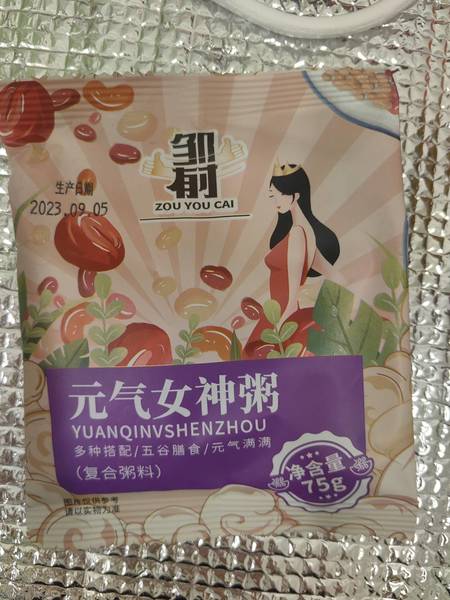 邹有才
ZOU YOU CAI
生产日期
2023.09.05
元气女神粥
YUANQINVSHENZHOU
多种搭配/五谷膳食/元气满满
(复合粥料)
净含量
75g
图片仅供参考
请以实物为准